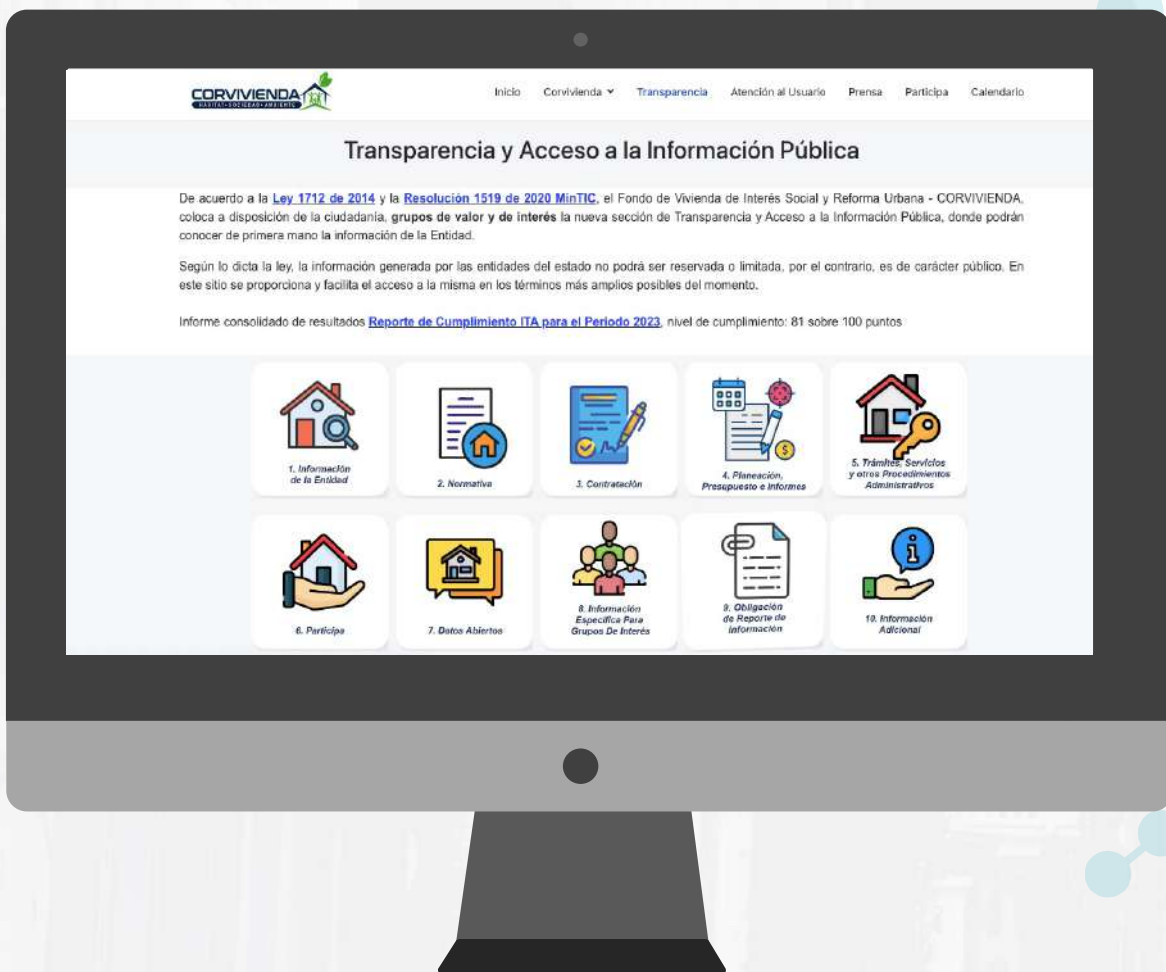 CORVIVIENDA
HABITAT•SOCIEDAD•AMBIENTE
Inicio Corvivienda Transparencia Atención al Usuario Prensa Participa Calendario
Transparencia y Acceso a la Información Pública
De acuerdo a la Ley 1712 de 2014 y la Resolución 1519 de 2020 MinTIC, el Fondo de Vivienda de Interés Social y Reforma Urbana - CORVIVIENDA,
coloca a disposición de la ciudadanía, grupos de valor y de interés la nueva sección de Transparencia y Acceso a la Información Pública, donde podrán
conocer de primera mano la información de la Entidad.
Según lo dicta la ley, la información generada por las entidades del estado no podrá ser reservada o limitada, por el contrario, es de carácter público. En
este sitio se proporciona y facilita el acceso a la misma en los términos más amplios posibles del momento.
Informe consolidado de resultados Reporte de Cumplimiento ITA para el Periodo 2023, nivel de cumplimiento: 81 sobre 100 puntos
1. Información
de la Entidad
2. Normativa
3. Contratación
4. Planeación,
Presupuesto e Informes
5. Trámites, Servicios
y otros Procedimientos
Administrativos
6. Participa
7. Datos Abiertos
8. Información
Específica Para
Grupos De Interés
9. Obligación
de Reporte de
información
10. Información
Adicional